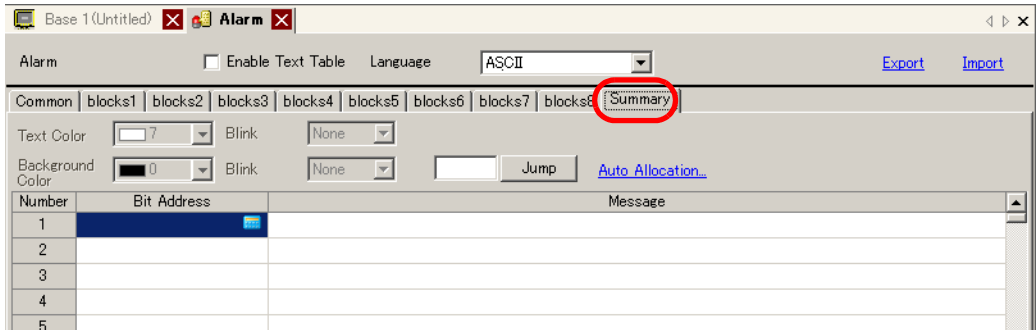 Base 1(Untitled) Alarm
Alarm Enable Text Table Language ASCII Export Import
Common blocks1 blocks2 blocks3 blocks4 blocks5 blocks6 blocks7 blocks8 Summary
Text Color 7 Blink None
Background Color 0 Blink None Jump Auto Allocation...
Number Bit Address Message
1
2
3
4
5